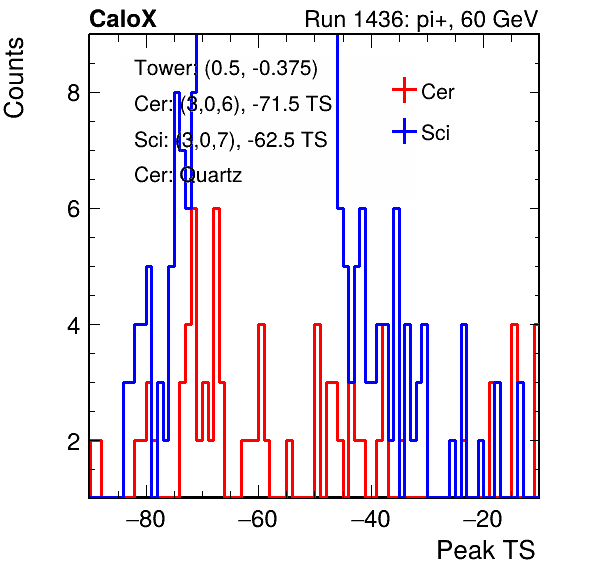 CaloX Run 1436: pi+, 60 GeV
Counts
Tower: (0.5, -0.375)
Cer: (3,0,6), -71.5 TS
Sci: (3,0,7), -62.5 TS
Cer: Quartz
Cer
Sci
8
6
4
2
−80 −60 −40 −20
Peak TS